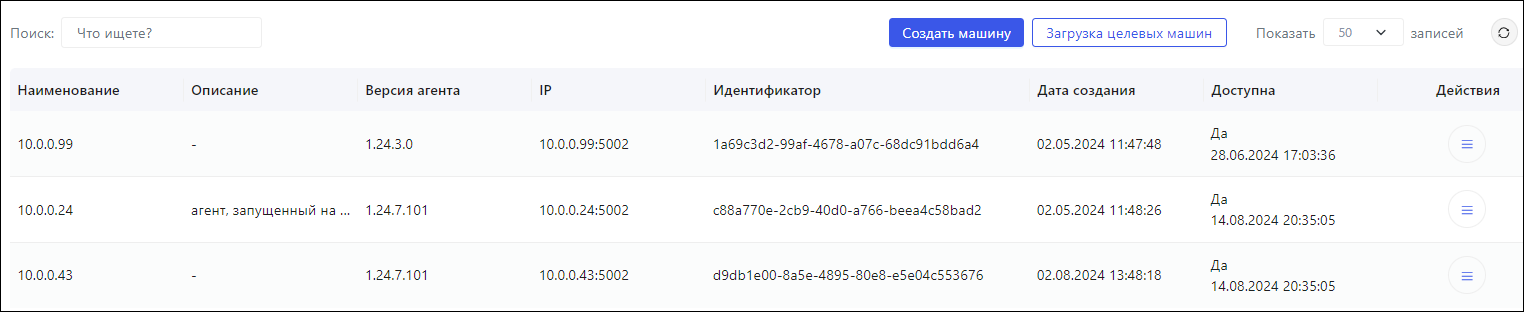 Поиск: Что ищете? Создать машину Загрузка целевых машин Показать 50 записей
Наименование Описание Версия агента IP Идентификатор Дата создания Доступна Действия
10.0.0.99 - 1.24.3.0 10.0.0.99:5002 1a69c3d2-99af-4678-a07c-68dc91bdd6a4 02.05.2024 11:47:48 Да
28.06.2024 17:03:36
10.0.0.24 агент, запущенный на ... 1.24.7.101 10.0.0.24:5002 c88a770e-2cb9-40d0-a766-beea4c58bad2 02.05.2024 11:48:26 Да
14.08.2024 20:35:05
10.0.0.43 - 1.24.7.101 10.0.0.43:5002 d9db1e00-8a5e-4895-80e8-e5e04c553676 02.08.2024 13:48:18 Да
14.08.2024 20:35:05